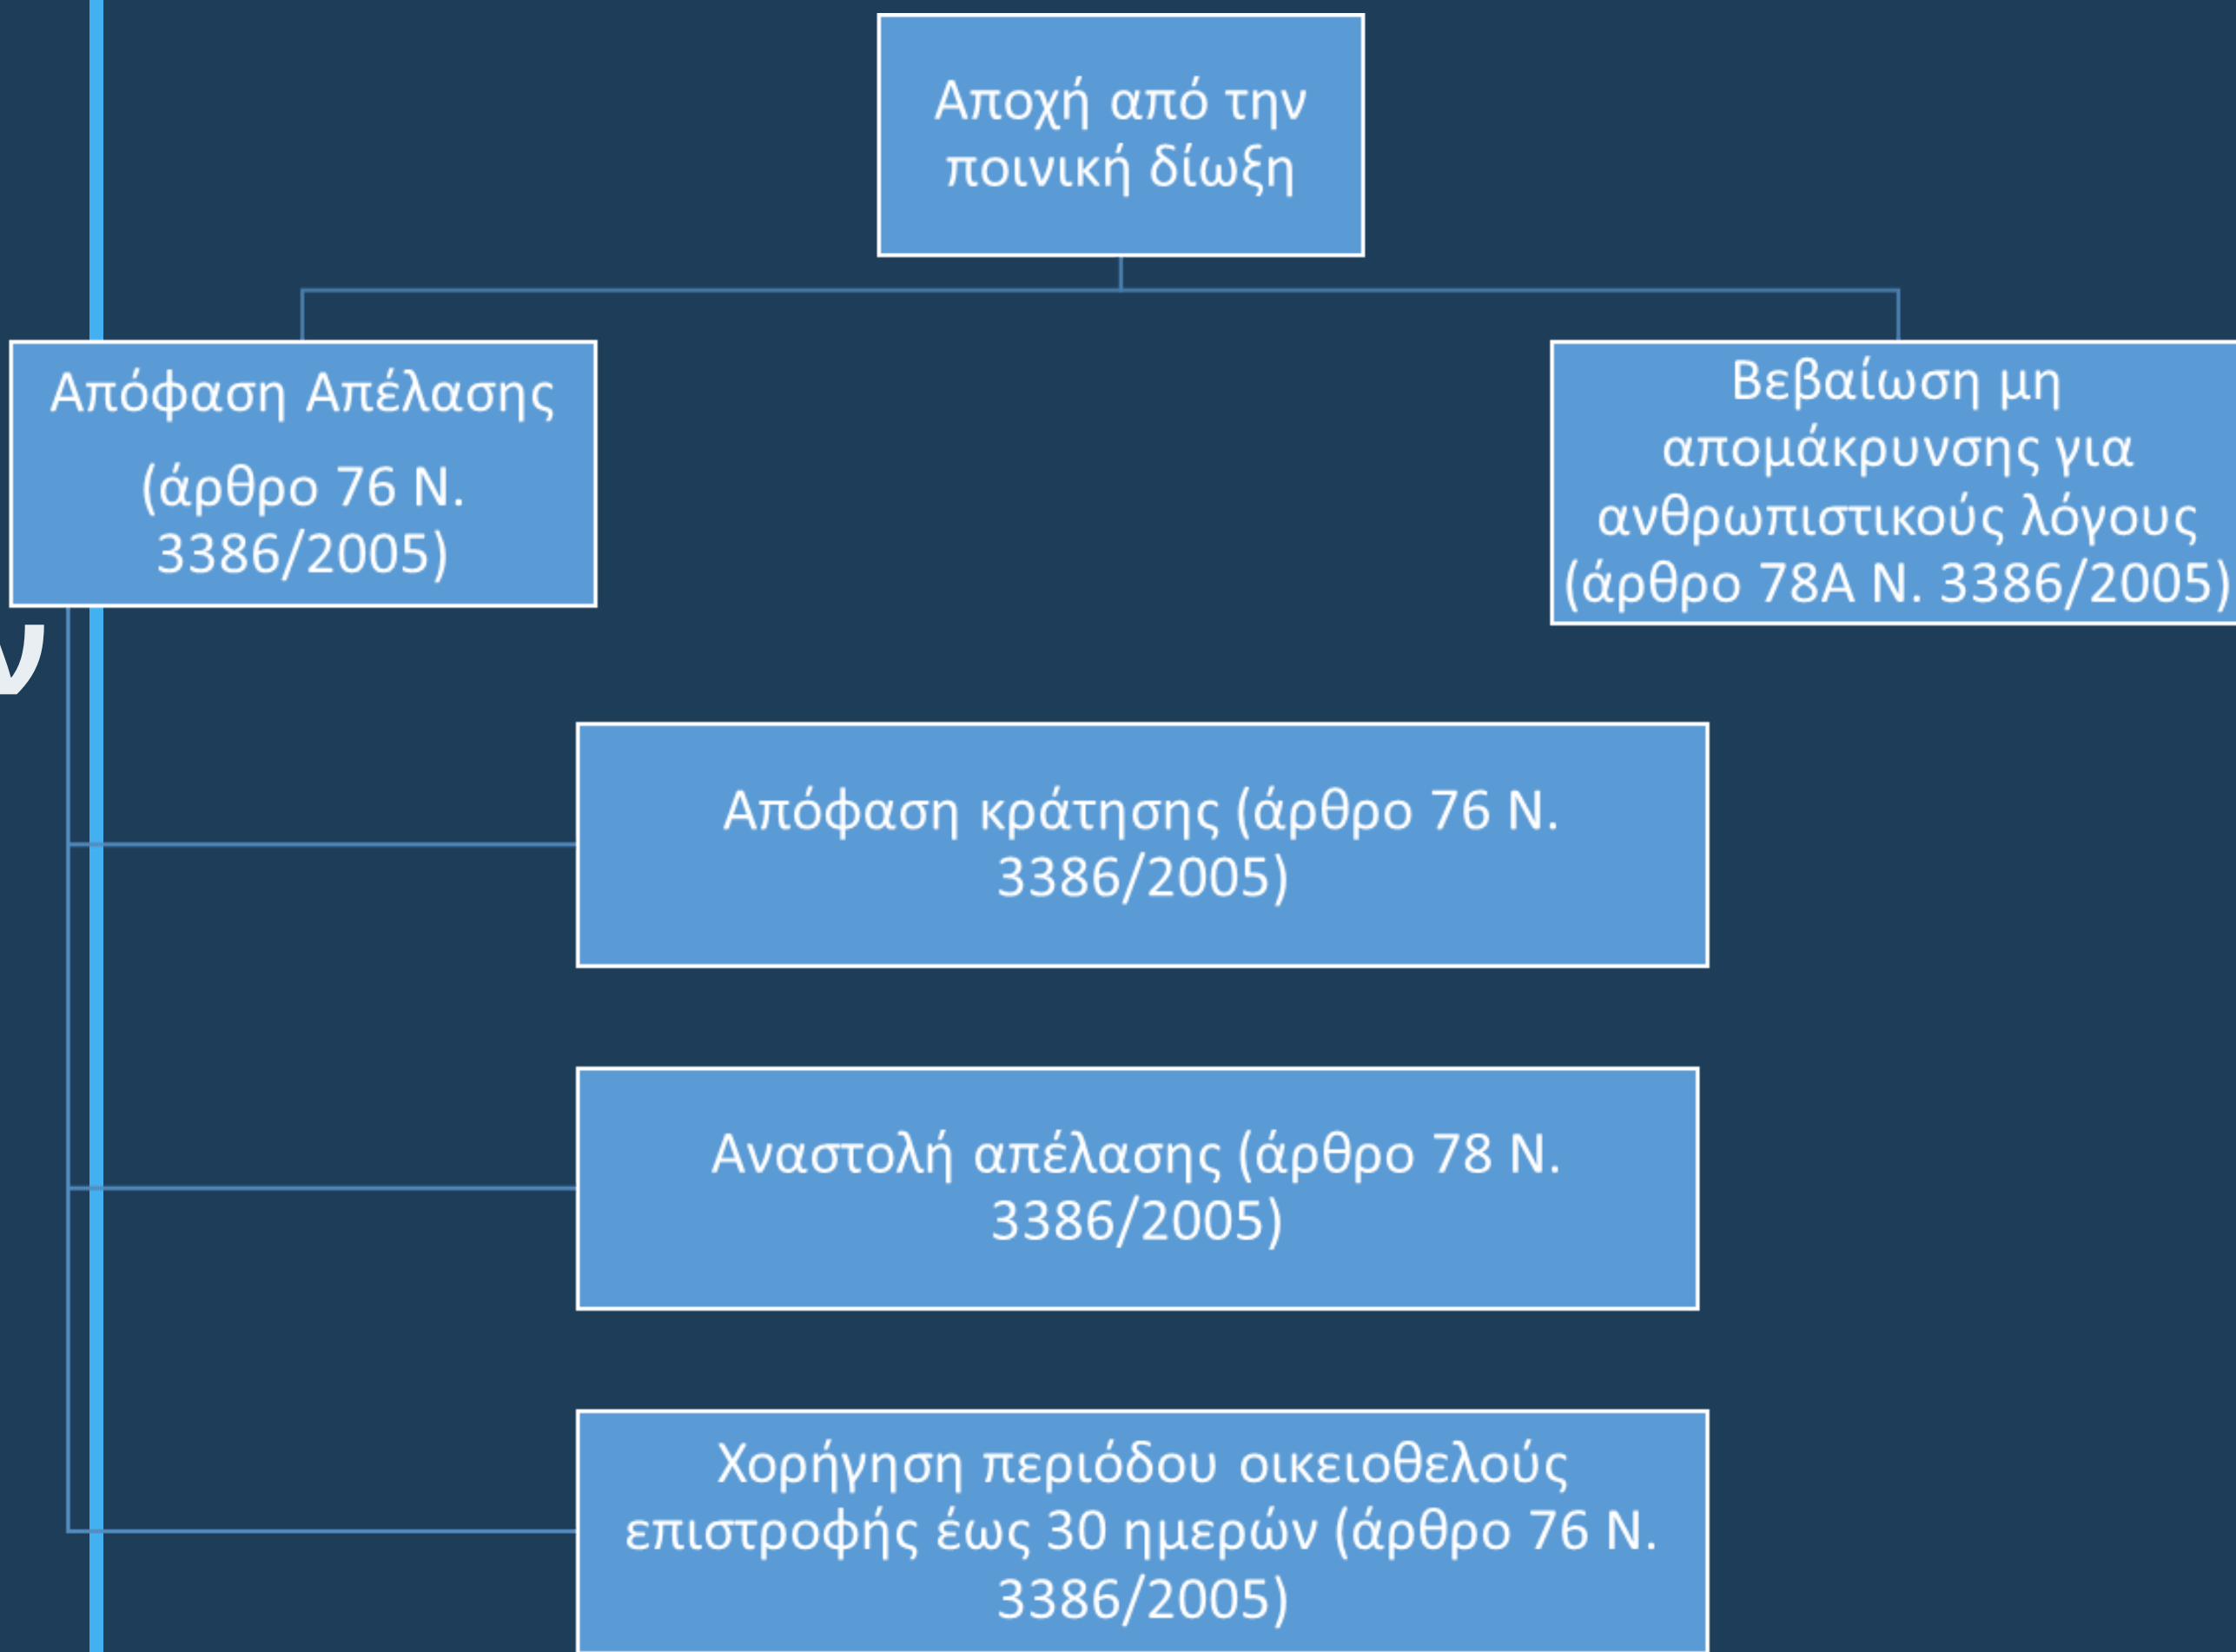 Αποχή από την
ποινική δίωξη
Απόφαση Απέλασης
(άρθρο 76 Ν.
3386/2005)
Βεβαίωση μη
απομάκρυνσης για
ανθρωπιστικούς λόγους
(άρθρο 78Α Ν. 3386/2005)
Απόφαση κράτησης (άρθρο 76 Ν.
3386/2005)
Αναστολή απέλασης (άρθρο 78 Ν.
3386/2005)
Χορήγηση περιόδου οικειοθελούς
επιστροφής έως 30 ημερών (άρθρο 76 Ν.
3386/2005)